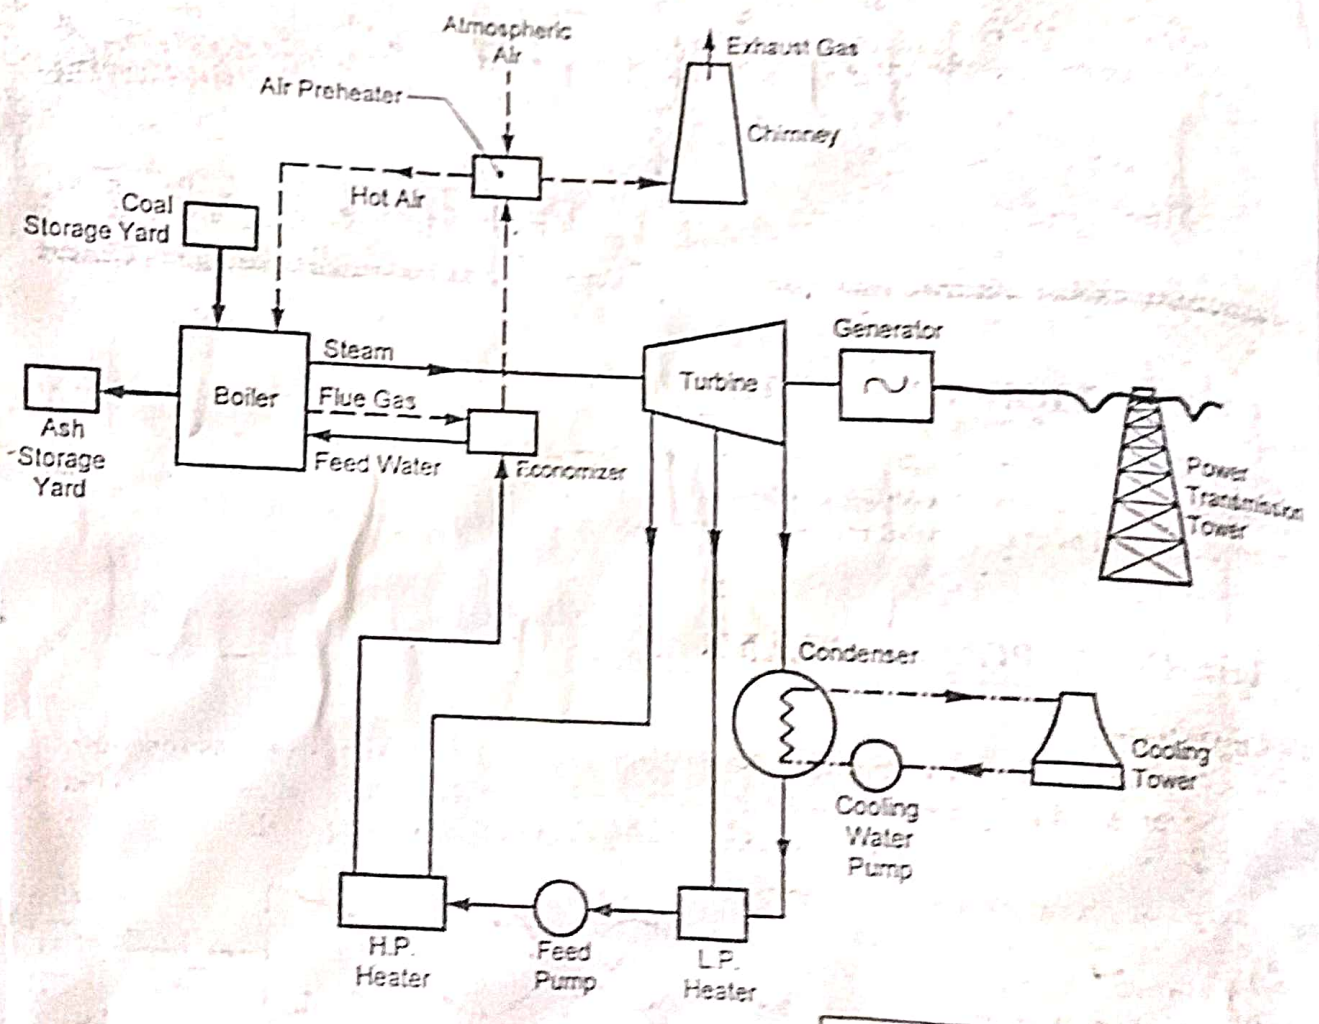 Atmospheric
Air
Exhaust Gas
Air Preheater
Chimney
Hot Air
Coal
Storage Yard
Generator
Steam
Turbine
Boiler
Flue Gas
Ash
Storage
Yard
Feed Water
Economizer
Power
Transmission
Tower
Condenser
Cooling
Tower
Cooling
Water
Pump
H.P.
Heater
Feed
Pump
L.P.
Heater